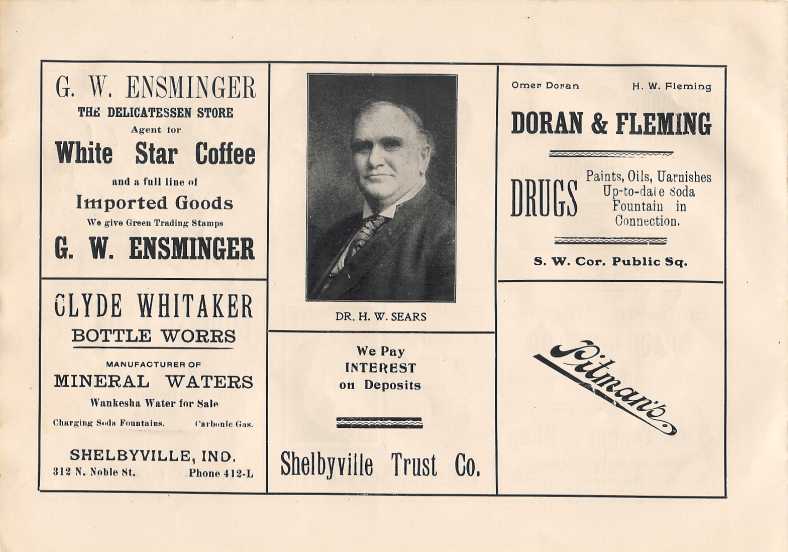 G. W. ENSMINGER
THE DELICATESSEN STORE
Agent for
White Star Coffee
and a full line of
Imported Goods
We give Green Trading Stamps
G. W. ENSMINGER
CLYDE WHITAKER
BOTTLE WORRS
MANUFACTURER OF
MINERAL WATERS
Wankesha Water for Sale
Charging Soda Fountains. Carbonic Gas.
SHELBYVILLE, IND.
312 N. Noble St. Phone 412-L
DR. H. W. SEARS
We Pay
INTEREST
on Deposits
Shelbyville Trust Co.
Omer Doran H. W. Fleming
DORAN & FLEMING
DRUGS
Paints, Oils, Uarnishes
Up-to-date Soda
Fountain in
Connection.
S. W. Cor. Public Sq.
Pitman's